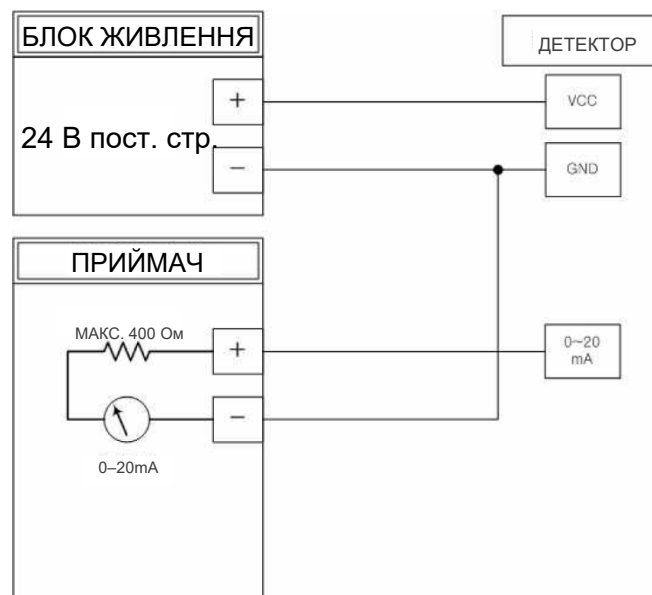 БЛОК ЖИВЛЕННЯ
ДЕТЕКТОР
+
VCC
24 В пост. стр.
−
GND
ПРИЙМАЧ
МАКС. 400 Ом
+
0~20
mA
−
0–20mA